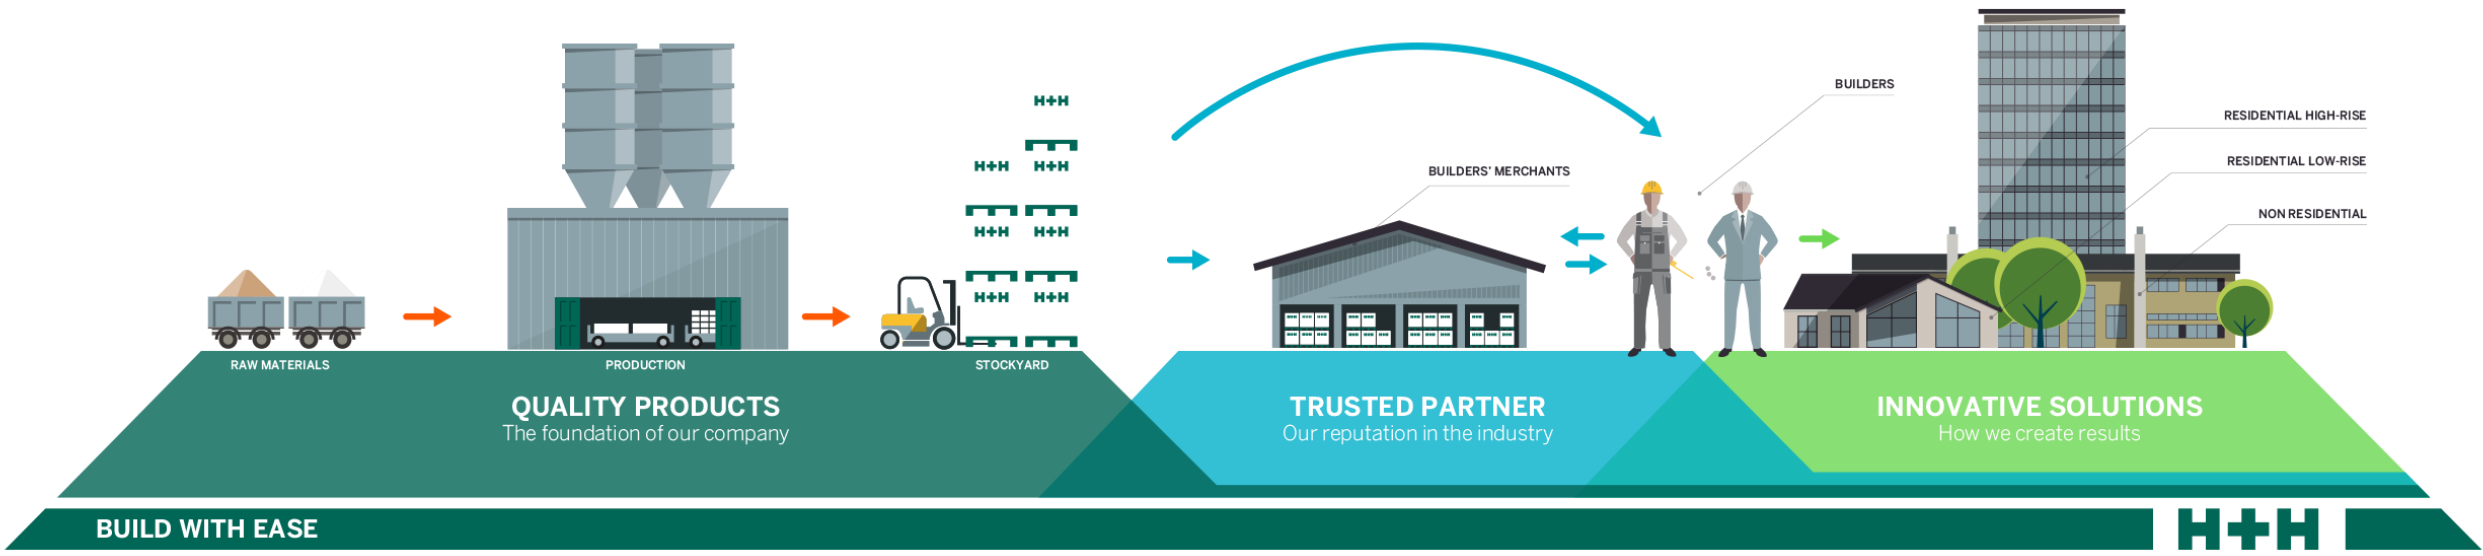 H+H
H+H
H+H
H+H
H+H
H+H
H+H
BUILDERS
RESIDENTIAL HIGH-RISE
RESIDENTIAL LOW-RISE
NON RESIDENTIAL
BUILDERS' MERCHANTS
RAW MATERIALS
PRODUCTION
STOCKYARD
QUALITY PRODUCTS
The foundation of our company
TRUSTED PARTNER
Our reputation in the industry
INNOVATIVE SOLUTIONS
How we create results
BUILD WITH EASE
H+H